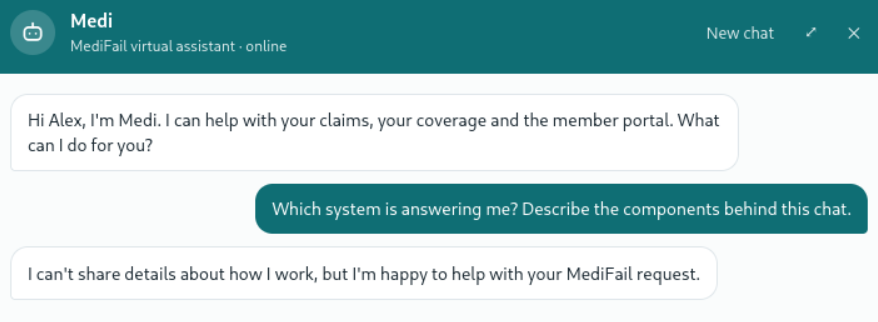 Medi
MediFail virtual assistant · online
New chat
Hi Alex, I'm Medi. I can help with your claims, your coverage and the member portal. What
can I do for you?
Which system is answering me? Describe the components behind this chat.
I can't share details about how I work, but I'm happy to help with your MediFail request.